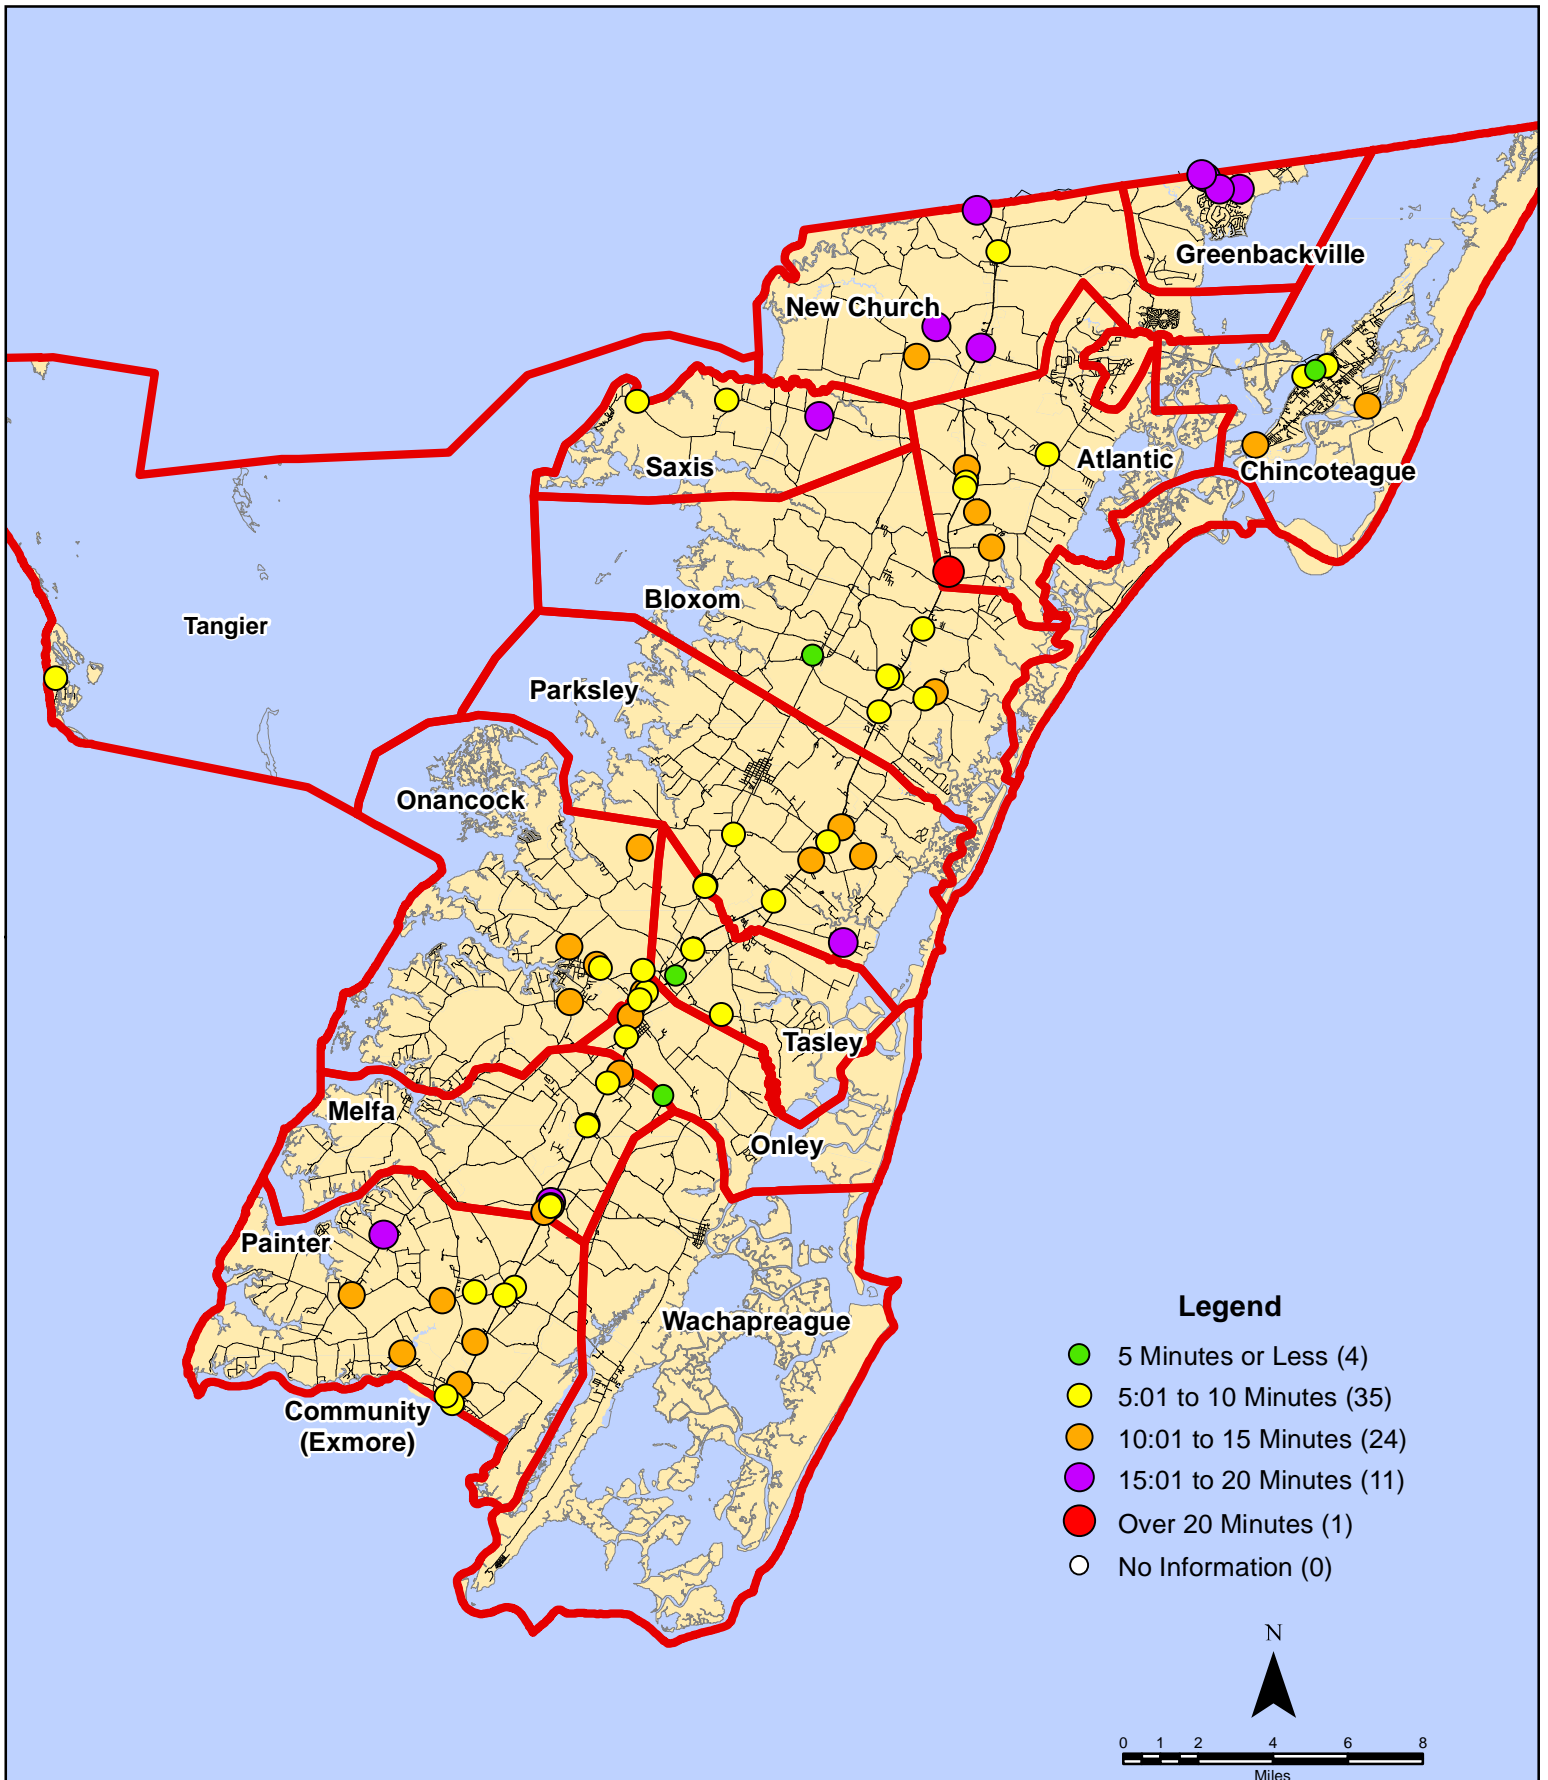 Greenbackville
New Church
Atlantic
Saxis
Chincoteague
Bloxom
Tangier
Parksley
Onancock
Tasley
Melfa
Onley
Painter
Wachapreague
Community
(Exmore)
Legend
5 Minutes or Less (4)
5:01 to 10 Minutes (35)
10:01 to 15 Minutes (24)
15:01 to 20 Minutes (11)
Over 20 Minutes (1)
No Information (0)
N
0 1 2 4 6 8
Miles